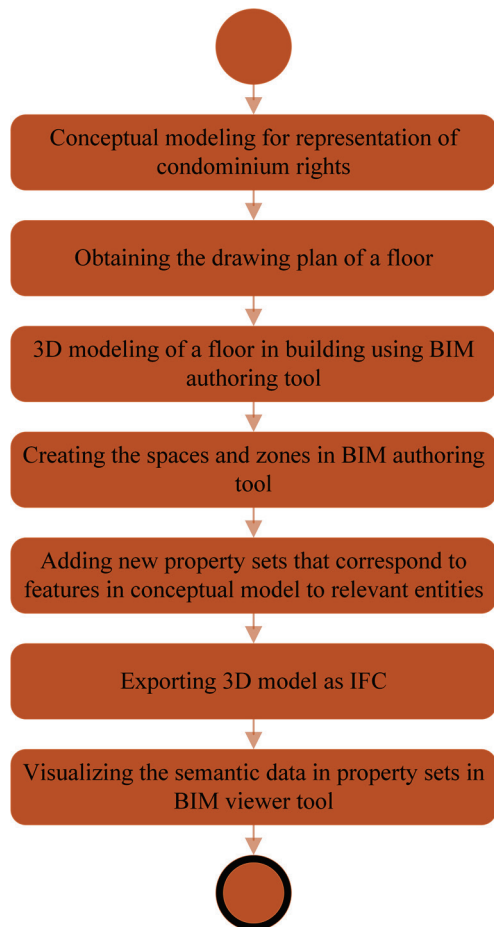 Conceptual modeling for representation of
condominium rights
Obtaining the drawing plan of a floor
3D modeling of a floor in building using BIM
authoring tool
Creating the spaces and zones in BIM authoring
tool
Adding new property sets that correspond to
features in conceptual model to relevant entities
Exporting 3D model as IFC
Visualizing the semantic data in property sets in
BIM viewer tool